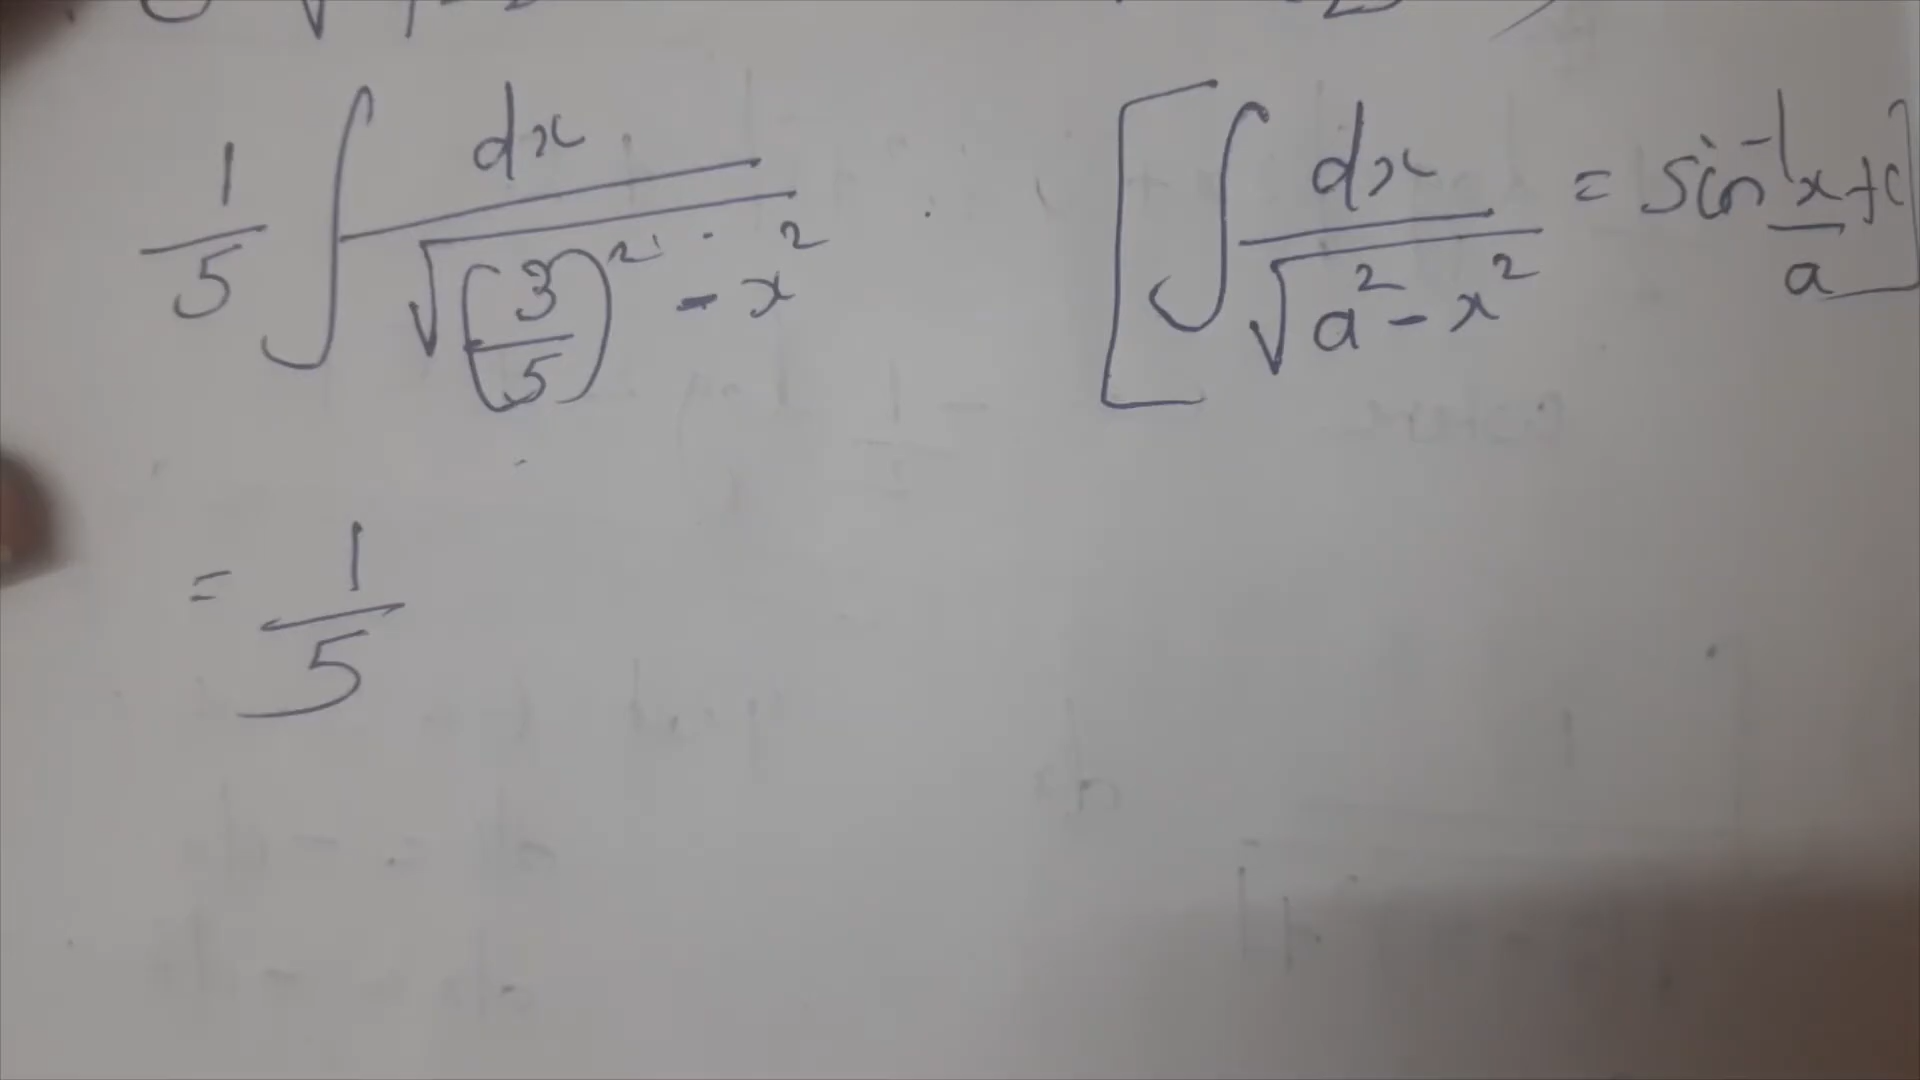 1/5 ∫ dx / √((3/5)² - x²) [∫ dx / √(a² - x²) = sin⁻¹ x/a + c]
= 1/5